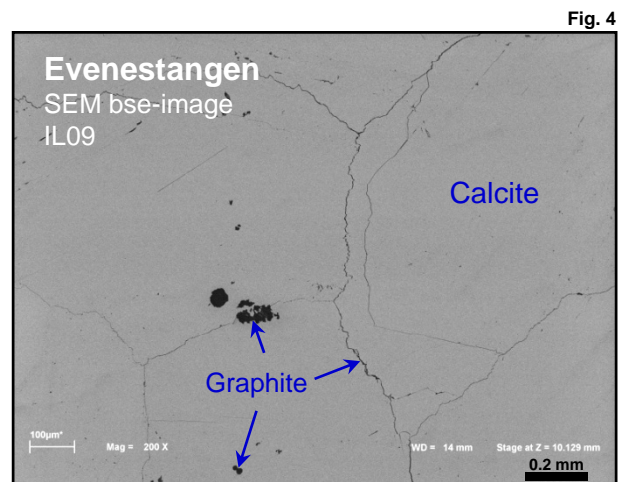 Fig. 4
Evenestangen
SEM bse-image
IL09
Calcite
Graphite
100µm*
Mag = 200 X
WD = 14 mm
Stage at Z = 10.129 mm
0.2 mm